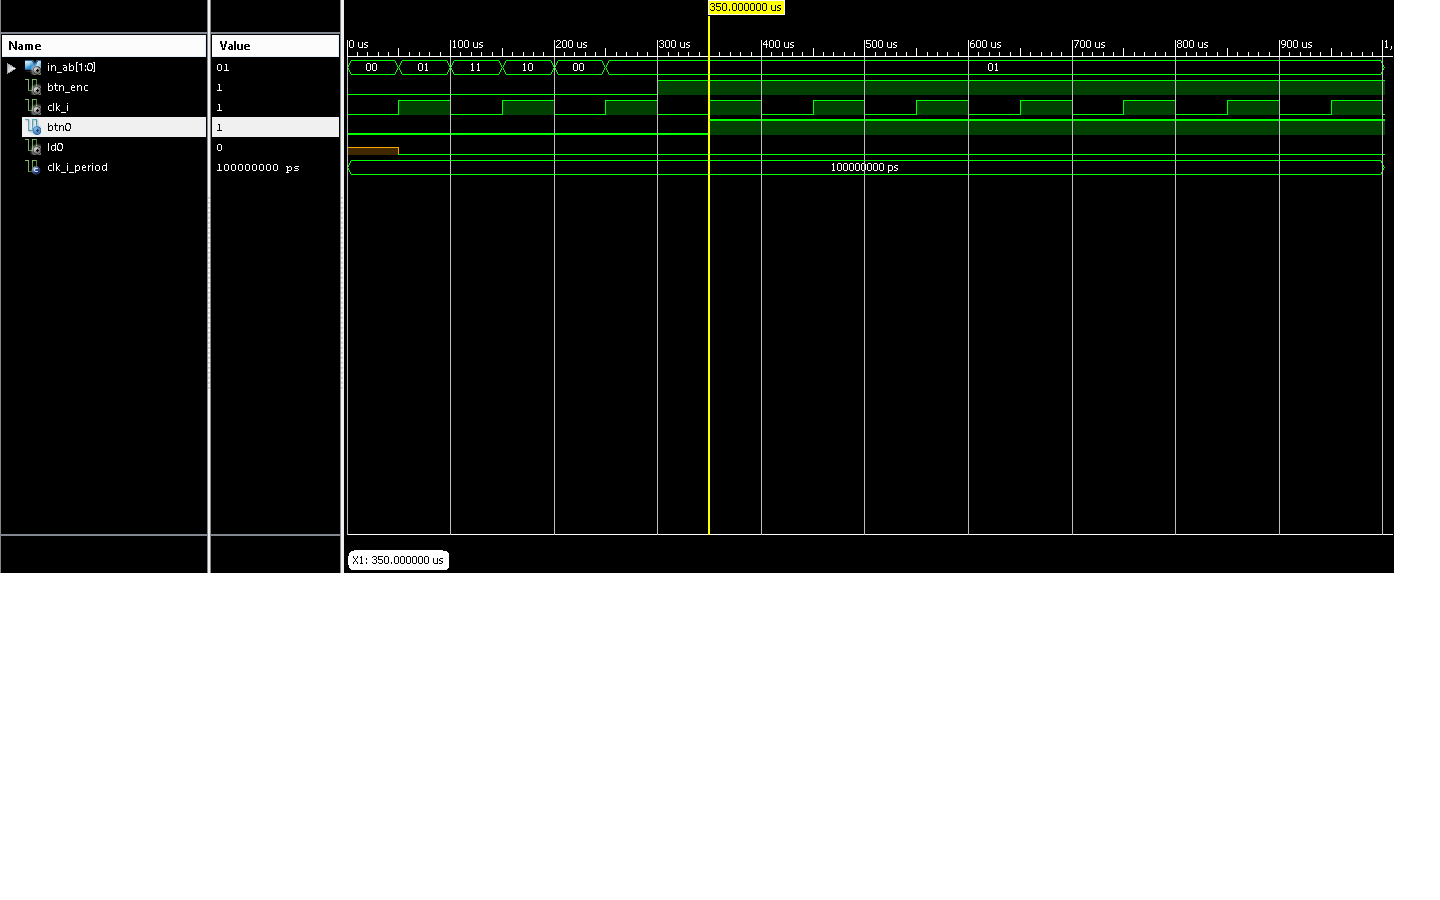 350.000000 us
Name Value
0 us 100 us 200 us 300 us 400 us 500 us 600 us 700 us 800 us 900 us 1,
in_ab[1:0] 01 00 01 11 10 00 01
btn_enc 1
clk_i 1
btn0 1
ld0 0
clk_i_period 100000000 ps 100000000 ps
X1: 350.000000 us